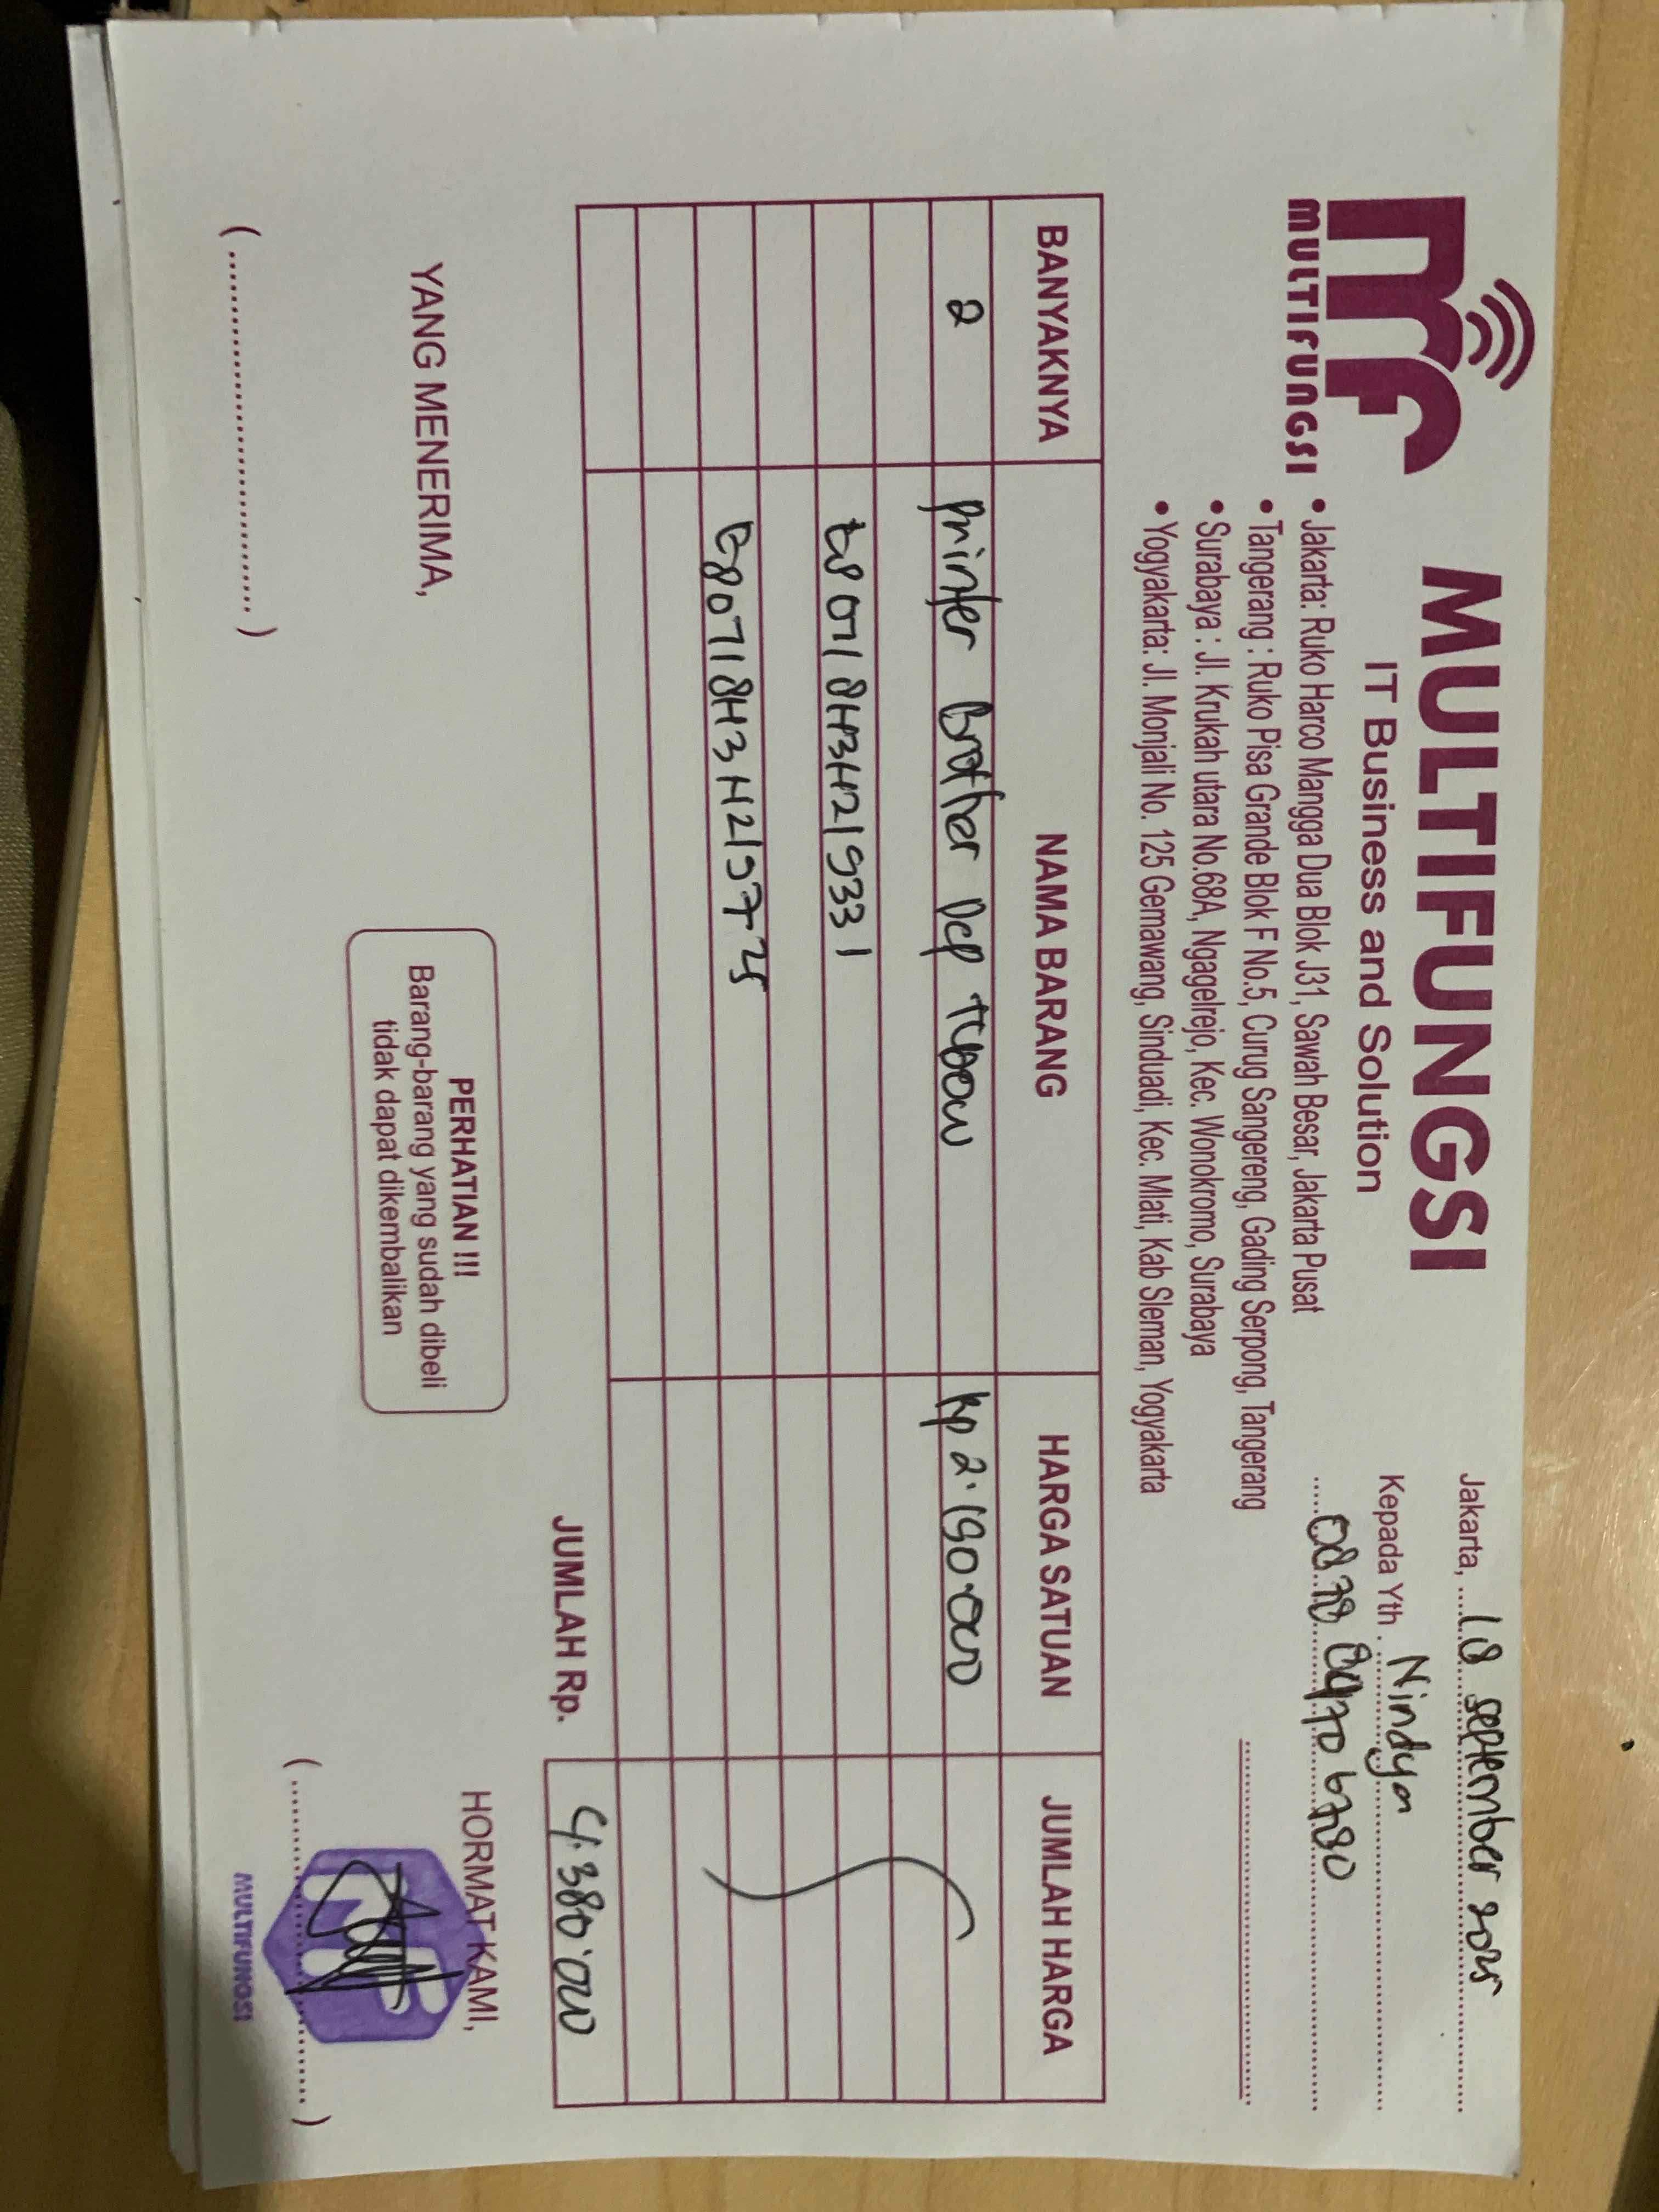 MULTIFUNGSI
MULTIFUNGSI
IT Business and Solution
• Jakarta: Ruko Harco Mangga Dua Blok J31, Sawah Besar, Jakarta Pusat
• Tangerang : Ruko Pisa Grande Blok F No.5, Curug Sangereng, Gading Serpong, Tangerang
• Surabaya : Jl. Krukah utara No.68A, Ngagelrejo, Kec. Wonokromo, Surabaya
• Yogyakarta: Jl. Monjali No. 125 Gemawang, Sinduadi, Kec. Mlati, Kab Sleman, Yogyakarta
Jakarta, 18 september 2025
Kepada Yth. Nindya
BANYAKNYA NAMA BARANG HARGA SATUAN JUMLAH HARGA
2 Printer Brother Dcp Rp 2.190.000
E80718H3H219331
JUMLAH Rp. 4.380.000
YANG MENERIMA,
HORMAT KAMI,
PERHATIAN !!!
Barang-barang yang sudah dibeli
tidak dapat dikembalikan
MULTIFUNGSI